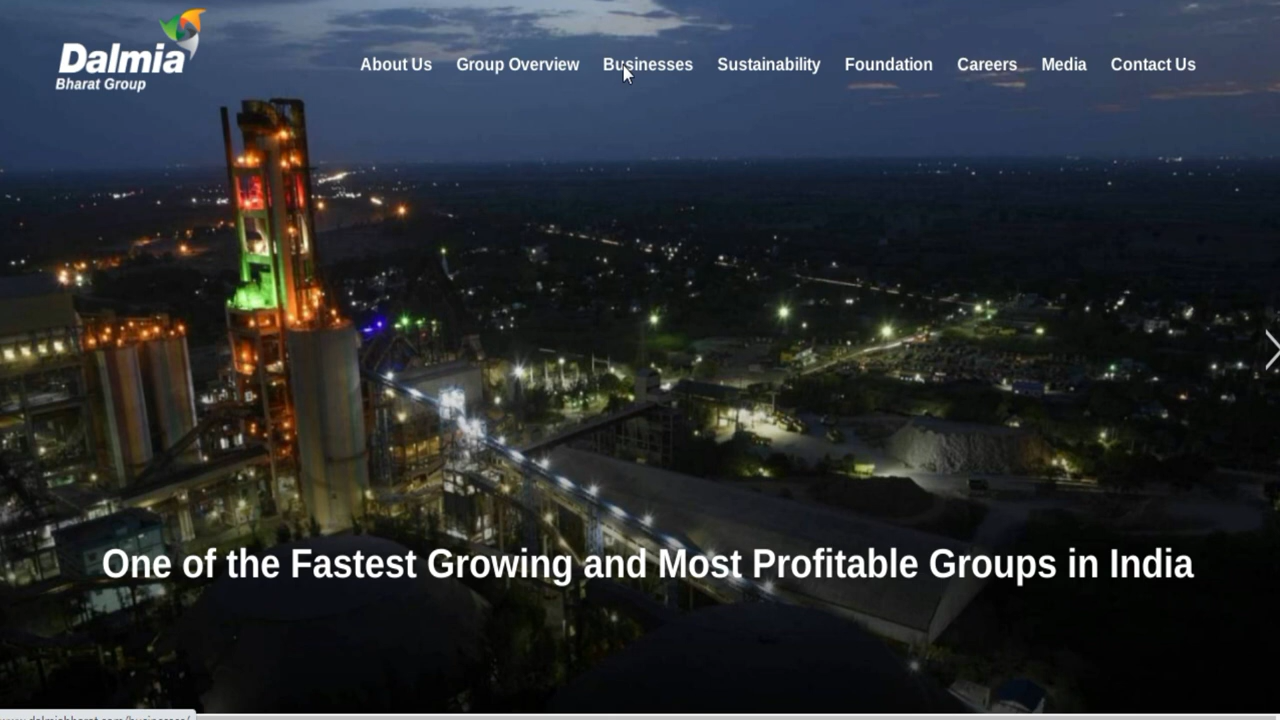 Dalmia
Bharat Group
About Us Group Overview Businesses Sustainability Foundation Careers Media Contact Us
One of the Fastest Growing and Most Profitable Groups in India